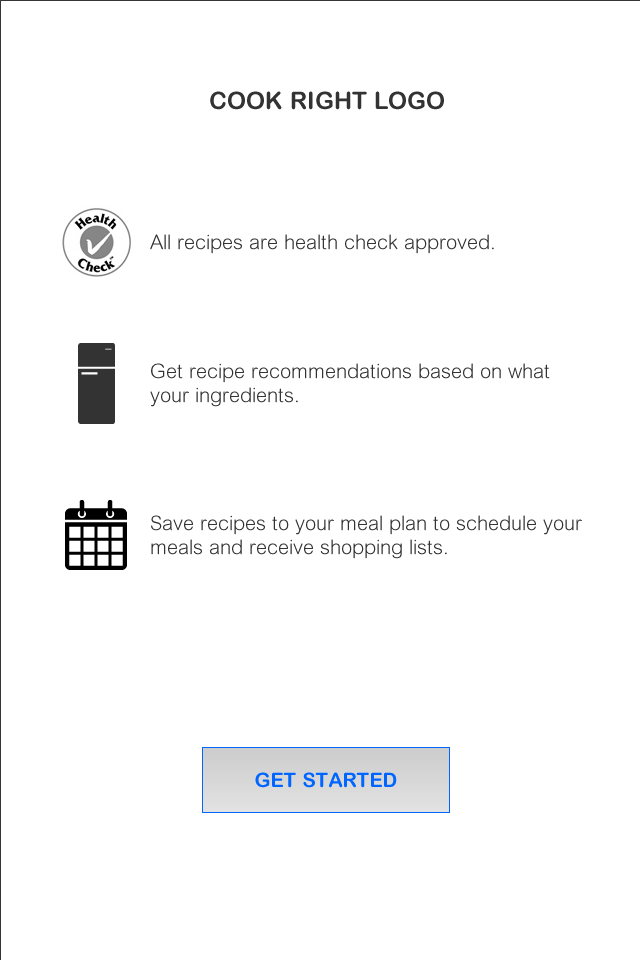 COOK RIGHT LOGO
Health
Check™
All recipes are health check approved.
Get recipe recommendations based on what
your ingredients.
Save recipes to your meal plan to schedule your
meals and receive shopping lists.
GET STARTED